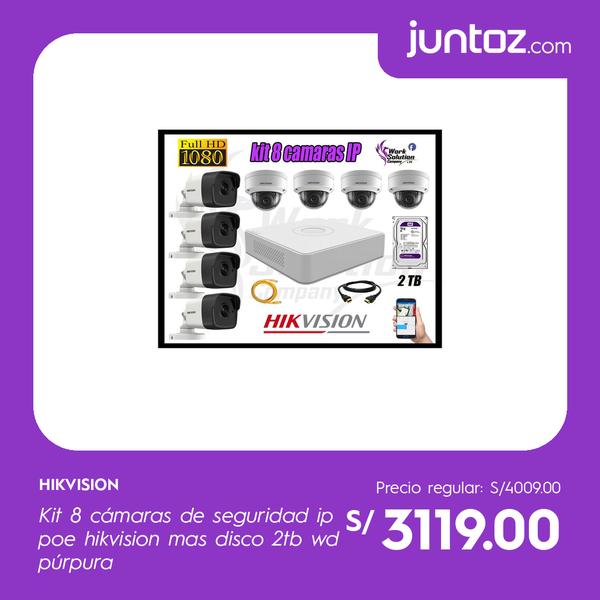 juntoz.com
Full HD
1080
kit 8 camaras IP
Work
Solution
Company
2 TB
HIKVISION
HIKVISION
Kit 8 cámaras de seguridad ip
poe hikvision mas disco 2tb wd
púrpura
Precio regular: S/4009.00
S/ 3119.00